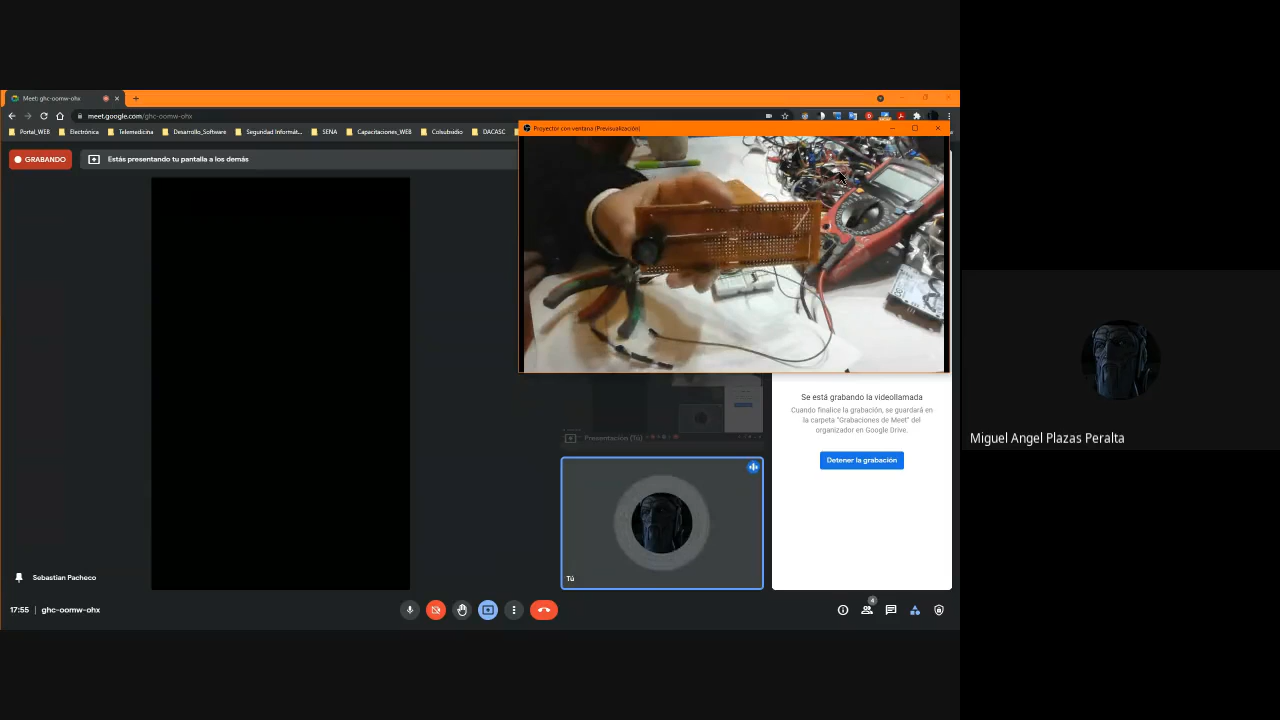 Meet: ghc-oomw-ohx
meet.google.com/ghc-oomw-ohx
Portal_WEB
Electrónica
Telemedicina
Desarrollo_Software
Seguridad Informát...
SENA
Capacitaciones_WEB
Colsubsidio
DACASC
Proyector con ventana (Previsualización)
GRABANDO
Estás presentando tu pantalla a los demás
Se está grabando la videollamada
Cuando finalice la grabación, se guardará en
la carpeta "Grabaciones de Meet" del
organizador en Google Drive.
Detener la grabación
Presentación (Tú)
Miguel Angel Plazas Peralta
Tú
Sebastian Pacheco
17:55 | ghc-oomw-ohx
4